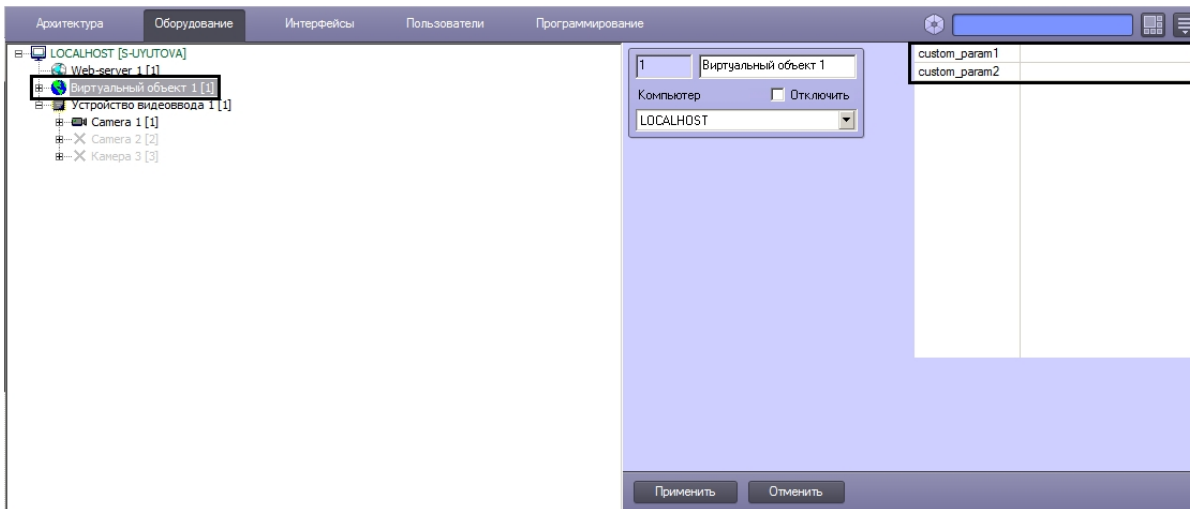 Архитектура Оборудование Интерфейсы Пользователи Программирование
LOCALHOST [S-UYUTOVA]
Web-server 1 [1]
Виртуальный объект 1 [1]
Устройство видеоввода 1 [1]
Camera 1 [1]
Camera 2 [2]
Камера 3 [3]
1 Виртуальный объект 1
Компьютер Отключить
LOCALHOST
custom_param1
custom_param2
Применить Отменить